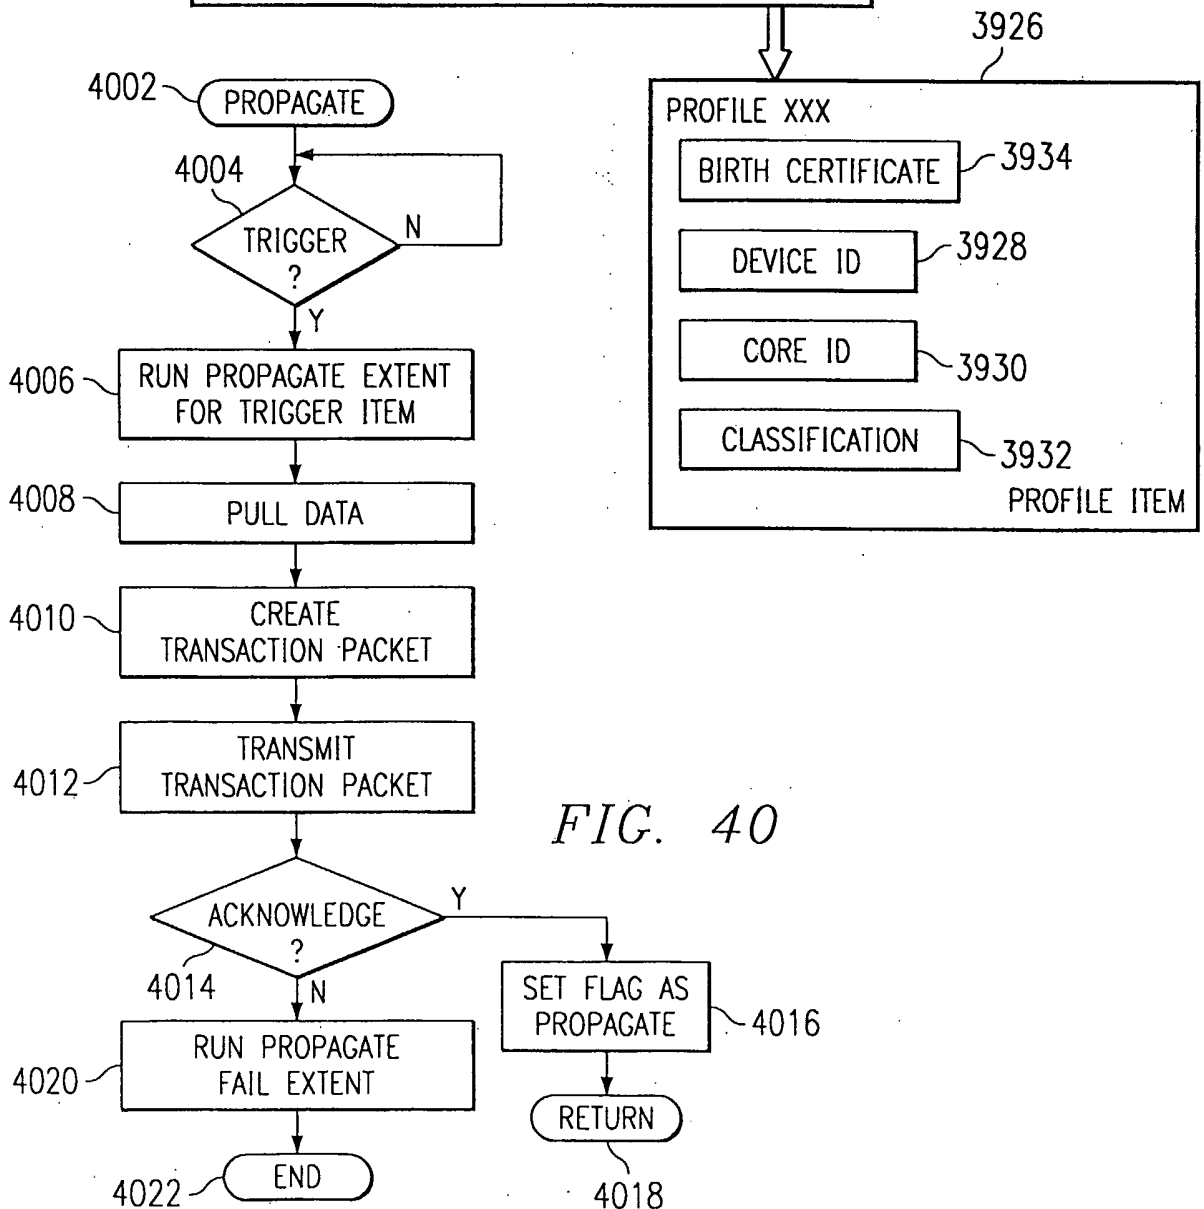 3926
PROFILE XXX
BIRTH CERTIFICATE
3934
DEVICE ID
3928
CORE ID
3930
CLASSIFICATION
3932
PROFILE ITEM
4002
PROPAGATE
4004
TRIGGER
?
N
Y
4006
RUN PROPAGATE EXTENT
FOR TRIGGER ITEM
4008
PULL DATA
4010
CREATE
TRANSACTION PACKET
4012
TRANSMIT
TRANSACTION PACKET
FIG. 40
ACKNOWLEDGE
?
Y
4014
N
SET FLAG AS
PROPAGATE
4016
4020
RUN PROPAGATE
FAIL EXTENT
RETURN
4018
4022
END